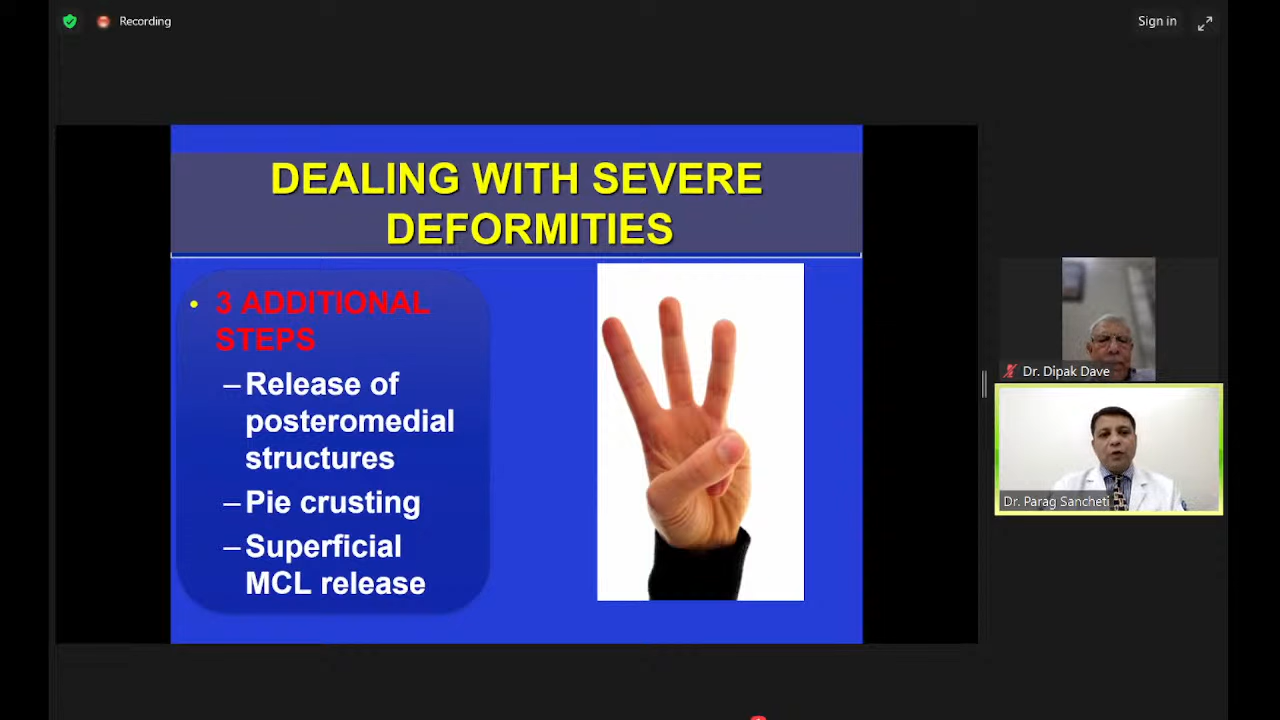 Recording
Sign in
DEALING WITH SEVERE
DEFORMITIES
• 3 ADDITIONAL
STEPS
–Release of
posteromedial
structures
–Pie crusting
–Superficial
MCL release
Dr. Dipak Dave
Dr. Parag Sancheti